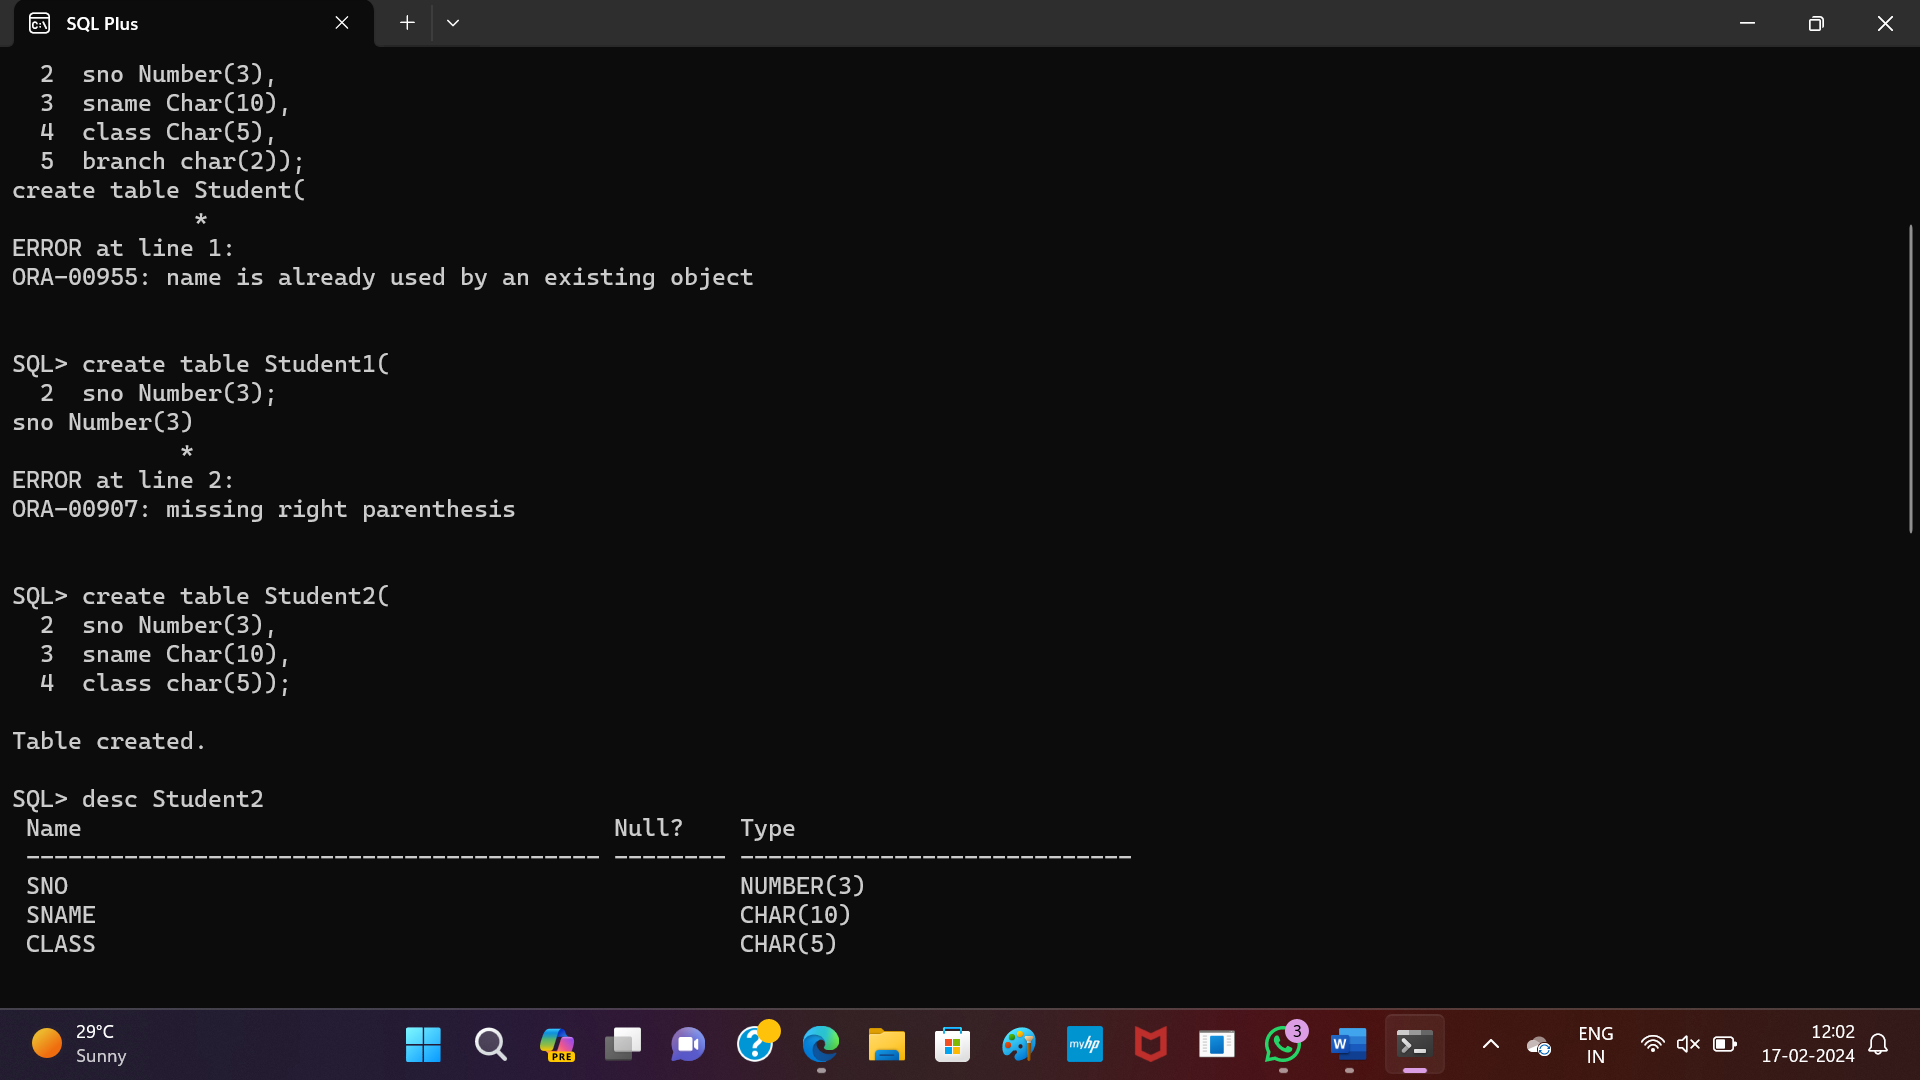 SQL Plus
2 sno Number(3),
3 sname Char(10),
4 class Char(5),
5 branch char(2));
create table Student(
*
ERROR at line 1:
ORA-00955: name is already used by an existing object
SQL> create table Student1(
2 sno Number(3);
sno Number(3)
*
ERROR at line 2:
ORA-00907: missing right parenthesis
SQL> create table Student2(
2 sno Number(3),
3 sname Char(10),
4 class char(5));
Table created.
SQL> desc Student2
Name Null? Type
----------------------------------------- -------- ----------------------------
SNO NUMBER(3)
SNAME CHAR(10)
CLASS CHAR(5)
29°C
Sunny
PRE
myhp
3
W
ENG
IN
12:02
17-02-2024